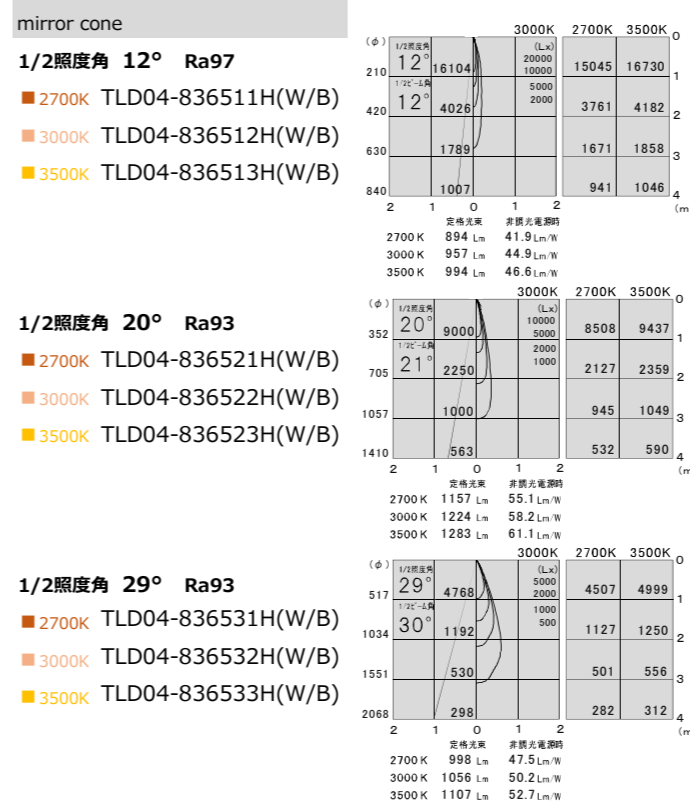 mirror cone
1/2照度角 12° Ra97
■ 2700K TLD04-836511H(W/B)
■ 3000K TLD04-836512H(W/B)
■ 3500K TLD04-836513H(W/B)
3000K 2700K 3500K
(φ) 1/2照度角 (Lx) 0
12° 16104 20000
210 10000 15045 16730 1
1/2ビーム角 5000
12° 4026 2000 3761 4182
420 2
630 1789 1671 1858 3
840 1007 941 1046 4
2 1 0 1 2 (m
定格光束 非調光電源時
2700K 894 Lm 41.9 Lm/W
3000K 957 Lm 44.9 Lm/W
3500K 994 Lm 46.6 Lm/W
1/2照度角 20° Ra93
■ 2700K TLD04-836521H(W/B)
■ 3000K TLD04-836522H(W/B)
■ 3500K TLD04-836523H(W/B)
3000K 2700K 3500K
(φ) 1/2照度角 (Lx) 0
20° 9000 10000 8508 9437
352 5000 1
1/2ビーム角 2000
21° 2250 1000 2127 2359
705 2
1057 1000 945 1049 3
1410 563 532 590 4
2 1 0 1 2 (m
定格光束 非調光電源時
2700K 1157 Lm 55.1 Lm/W
3000K 1224 Lm 58.2 Lm/W
3500K 1283 Lm 61.1 Lm/W
1/2照度角 29° Ra93
■ 2700K TLD04-836531H(W/B)
■ 3000K TLD04-836532H(W/B)
■ 3500K TLD04-836533H(W/B)
3000K 2700K 3500K
(φ) 1/2照度角 (Lx) 0
29° 4768 5000 4507 4999
517 2000 1
1/2ビーム角 1000
30° 1192 500 1127 1250
1034 2
1551 530 501 556 3
2068 298 282 312 4
2 1 0 1 2 (m
定格光束 非調光電源時
2700K 998 Lm 47.5 Lm/W
3000K 1056 Lm 50.2 Lm/W
3500K 1107 Lm 52.7 Lm/W